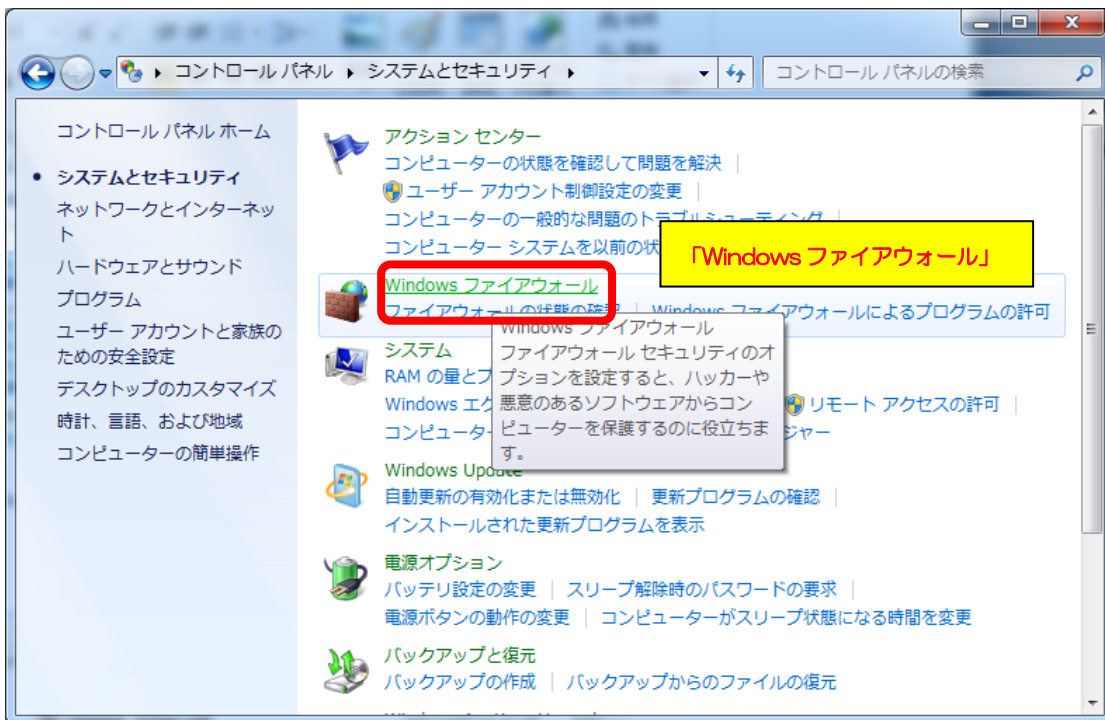 コントロール パネル ▸ システムとセキュリティ ▸
コントロール パネルの検索
コントロール パネル ホーム
システムとセキュリティ
ネットワークとインターネッ
ト
ハードウェアとサウンド
プログラム
ユーザー アカウントと家族の
ための安全設定
デスクトップのカスタマイズ
時計、言語、および地域
コンピューターの簡単操作
アクション センター
コンピューターの状態を確認して問題を解決
ユーザー アカウント制御設定の変更
コンピューターの一般的な問題のトラブルシューティング
コンピューター システムを以前の状
「Windows ファイアウォール」
Windows ファイアウォール
ファイアウォールの状態の確認 | Windows ファイアウォールによるプログラムの許可
Windows ファイアウォール
ファイアウォール セキュリティのオ
プションを設定すると、ハッカーや
悪意のあるソフトウェアからコン
ピューターを保護するのに役立ちま
す。
システム
RAM の量とプ
Windows エク
リモート アクセスの許可
コンピューター
ジャー
Windows Update
自動更新の有効化または無効化 | 更新プログラムの確認
インストールされた更新プログラムを表示
電源オプション
バッテリ設定の変更 | スリープ解除時のパスワードの要求
電源ボタンの動作の変更 | コンピューターがスリープ状態になる時間を変更
バックアップと復元
バックアップの作成 | バックアップからのファイルの復元